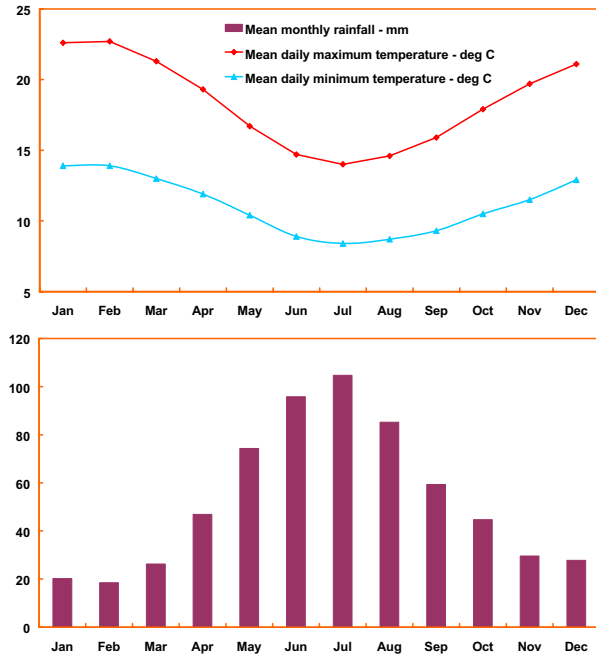 25
Mean monthly rainfall - mm
Mean daily maximum temperature - deg C
Mean daily minimum temperature - deg C
20
15
10
5
Jan Feb Mar Apr May Jun Jul Aug Sep Oct Nov Dec
120
100
80
60
40
20
0
Jan Feb Mar Apr May Jun Jul Aug Sep Oct Nov Dec